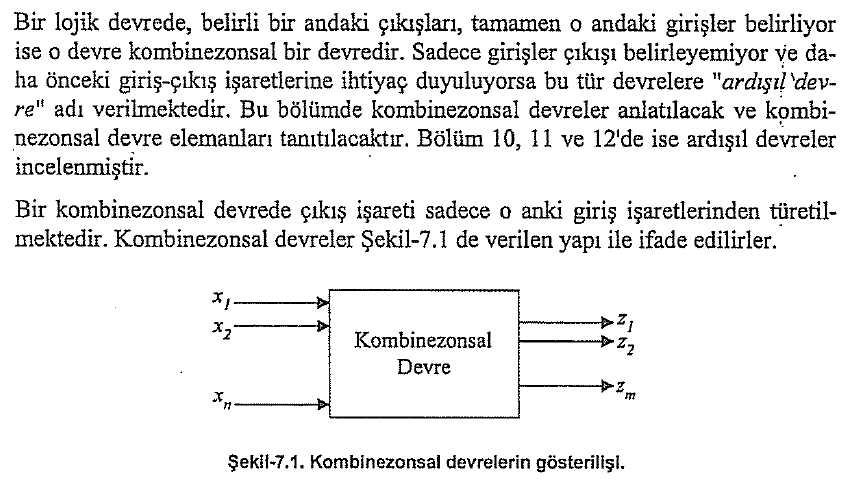 Bir lojik devrede, belirli bir andaki çıkışları, tamamen o andaki girişler belirliyor
ise o devre kombinezonsal bir devredir. Sadece girişler çıkışı belirleyemiyor ve da-
ha önceki giriş-çıkış işaretlerine ihtiyaç duyuluyorsa bu tür devrelere "ardışıl dev-
re" adı verilmektedir. Bu bölümde kombinezonsal devreler anlatılacak ve kombi-
nezonsal devre elemanları tanıtılacaktır. Bölüm 10, 11 ve 12'de ise ardışıl devreler
incelenmiştir.
Bir kombinezonsal devrede çıkış işareti sadece o anki giriş işaretlerinden türetil-
mektedir. Kombinezonsal devreler Şekil-7.1 de verilen yapı ile ifade edilirler.
x1
x2
xn
Kombinezonsal
Devre
z1
z2
zm
Şekil-7.1. Kombinezonsal devrelerin gösterilişi.